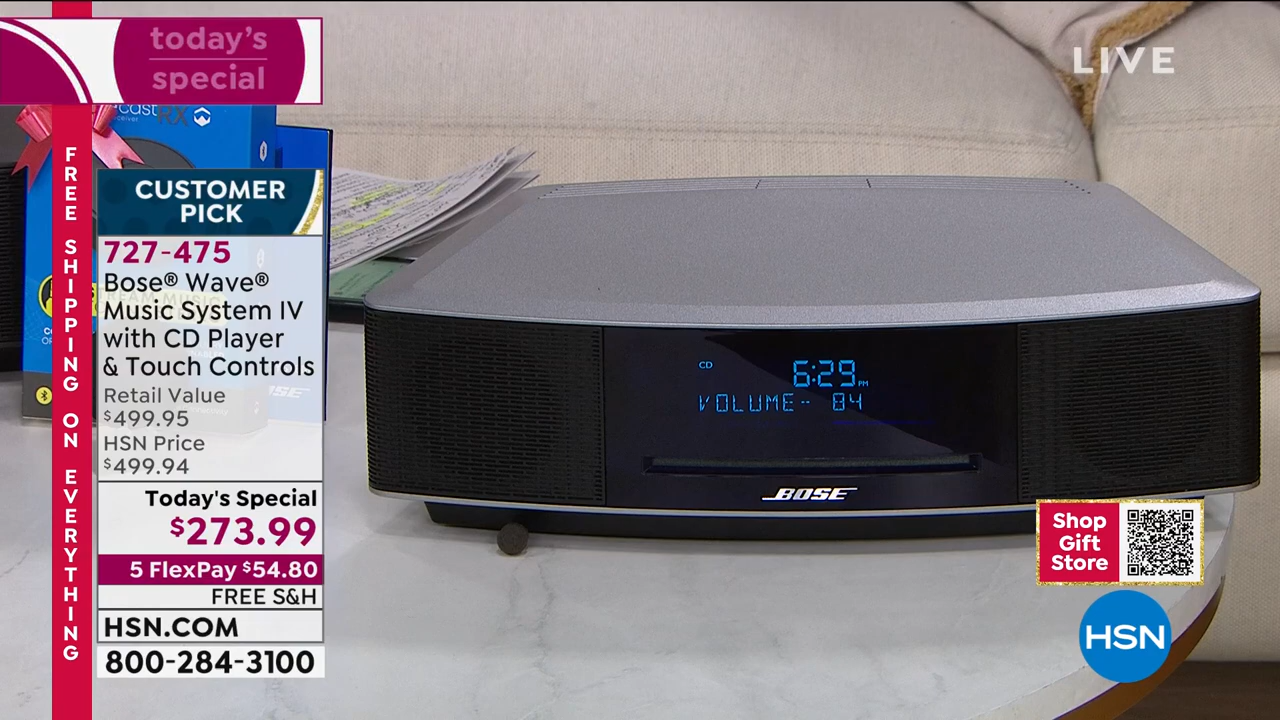 today's
special
LIVE
FREE SHIPPING ON EVERYTHING
CUSTOMER
PICK
727-475
Bose® Wave®
Music System IV
with CD Player
& Touch Controls
Retail Value
$499.95
HSN Price
$499.94
Today's Special
$273.99
5 FlexPay $54.80
FREE S&H
HSN.COM
800-284-3100
CD
6:29 PM
VOLUME- 84
BOSE
Shop
Gift
Store
HSN